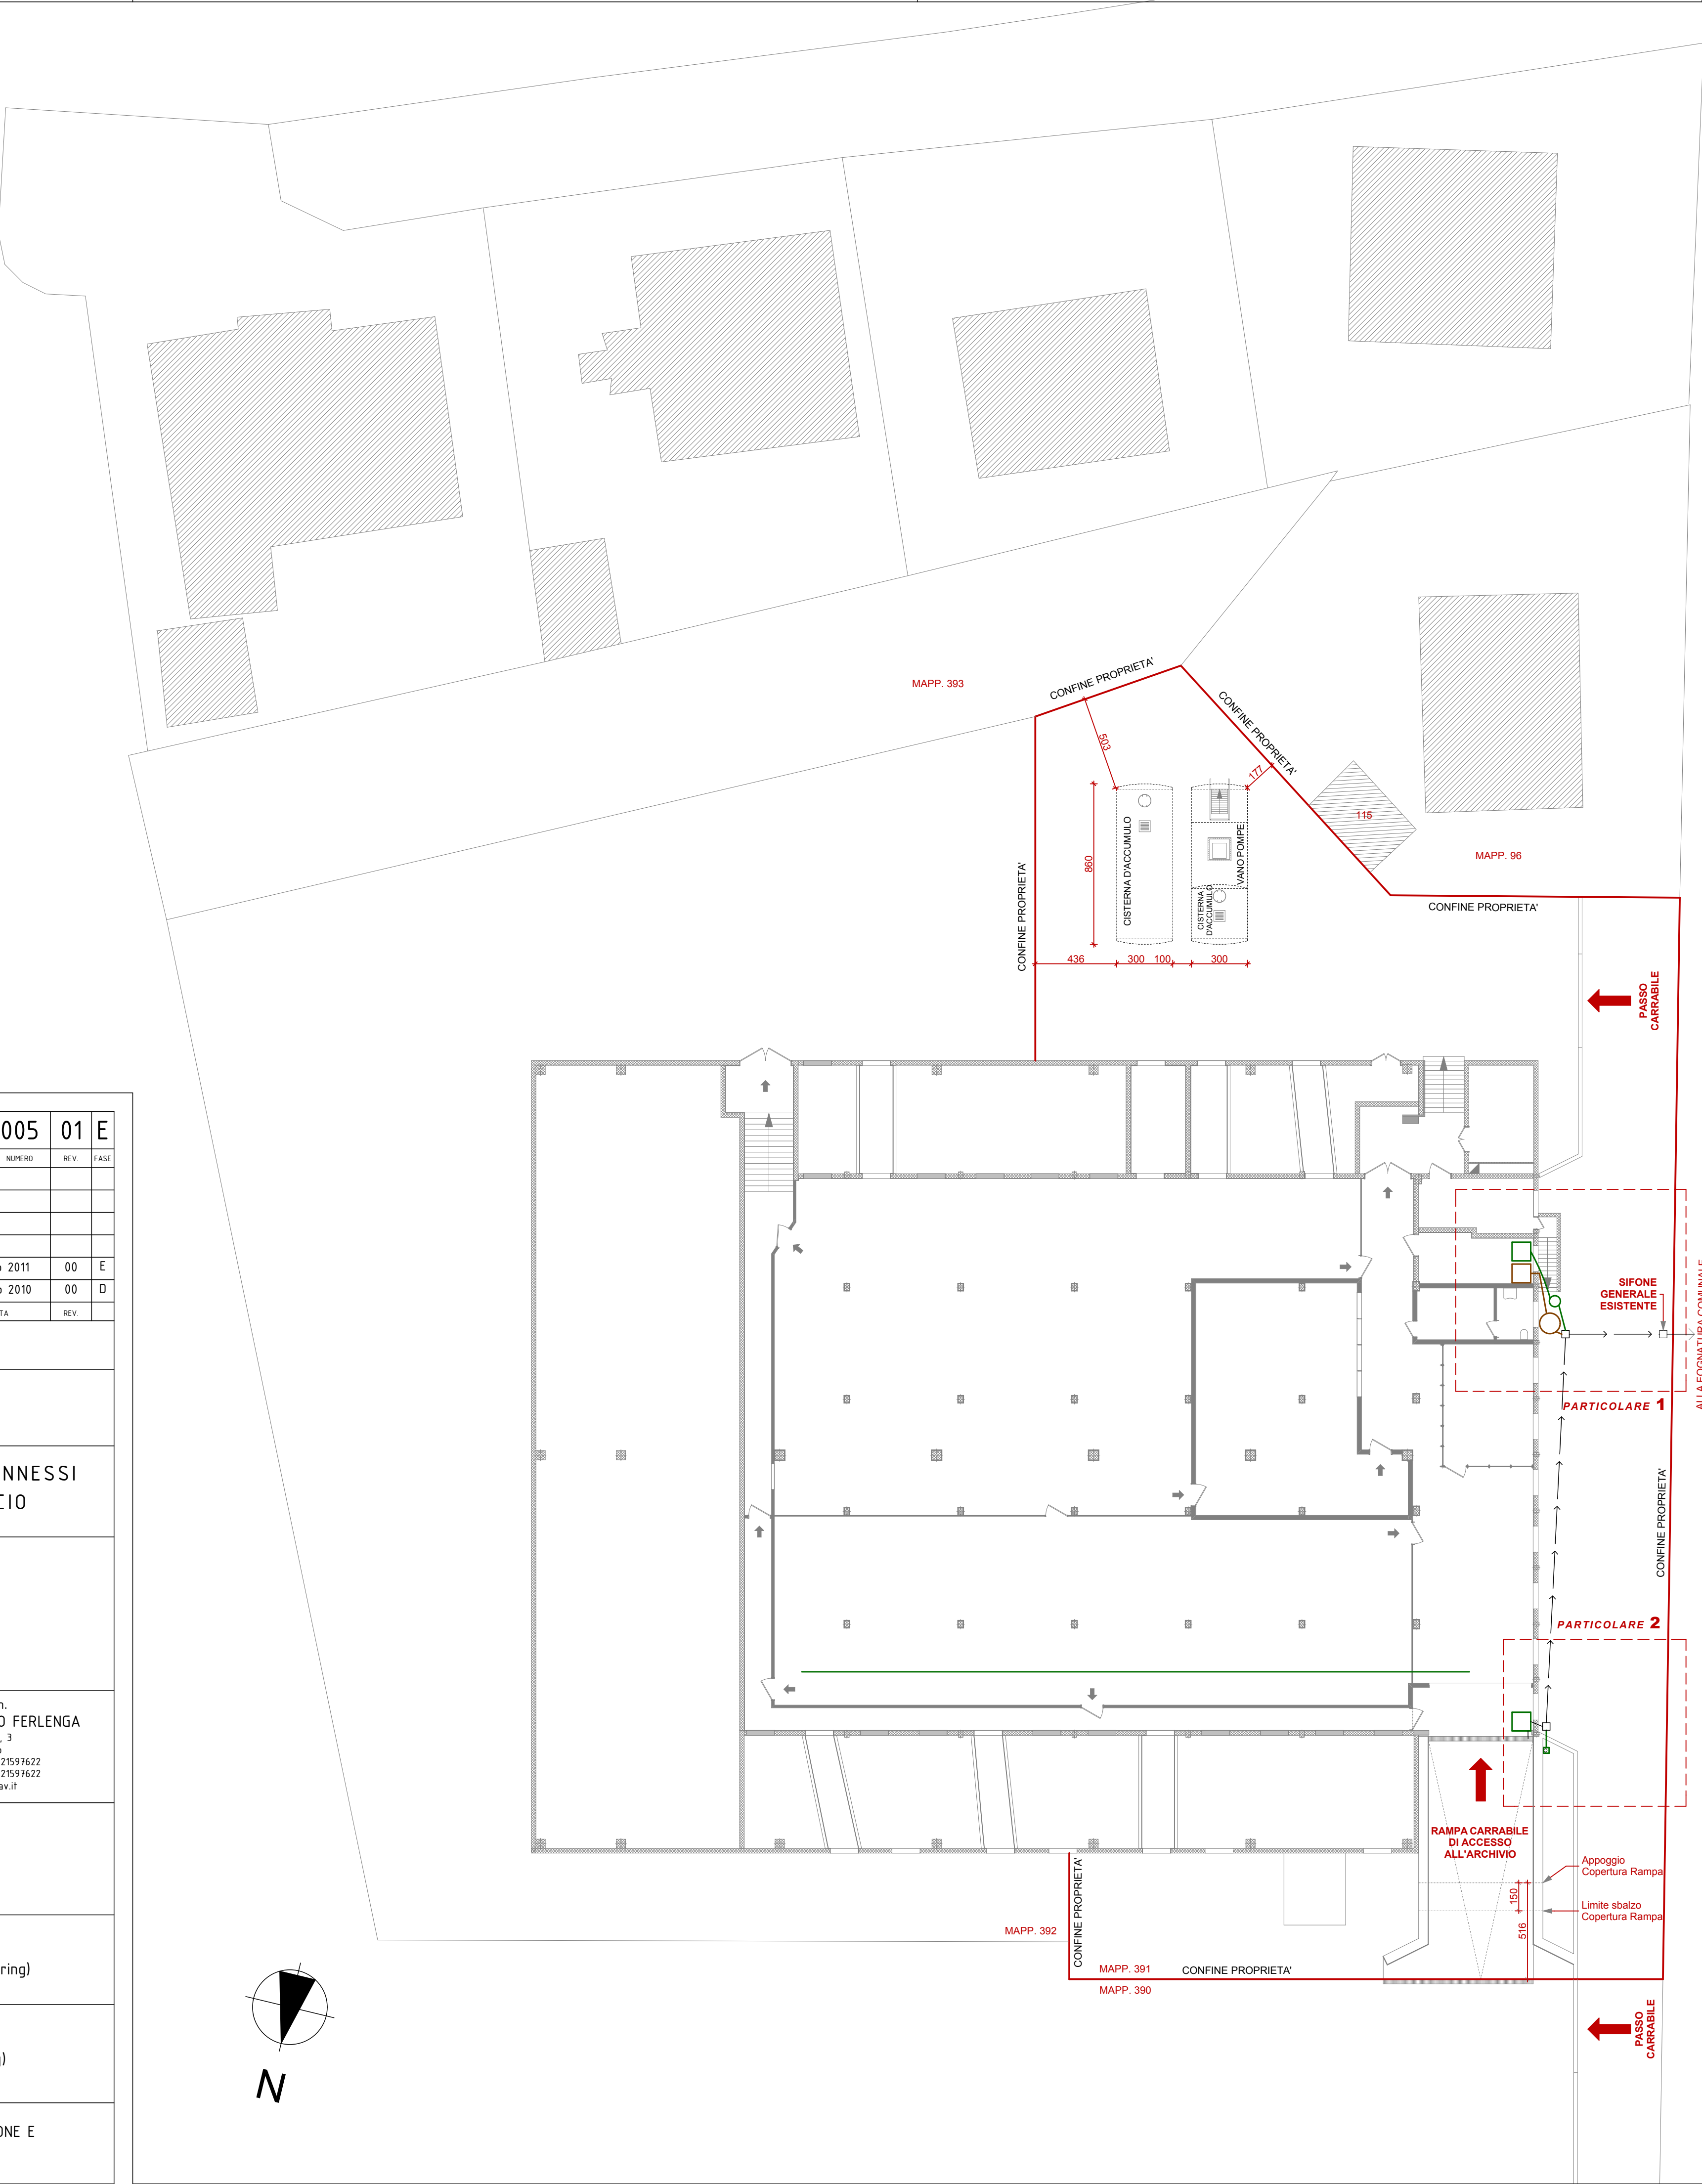 MAPP. 393
CONFINE PROPRIETA'
CONFINE PROPRIETA'
503
177
115
MAPP. 96
860
CISTERNA D'ACCUMULO
VANO POMPE
CISTERNA
D'ACCUMULO
CONFINE PROPRIETA'
CONFINE PROPRIETA'
436
300
100
300
PASSO
CARRABILE
005
01
E
NUMERO
REV.
FASE
2011
00
E
2010
00
D
REV.
SIFONE
GENERALE
ESISTENTE
ALLA FOGNATURA COMUNALE
PARTICOLARE 1
CONFINE PROPRIETA'
PARTICOLARE 2
FERLENGA
, 3
21597622
21597622
av.it
RAMPA CARRABILE
DI ACCESSO
ALL'ARCHIVIO
Appoggio
Copertura Rampa
150
Limite sbalzo
Copertura Rampa
516
CONFINE PROPRIETA'
MAPP. 392
MAPP. 391
CONFINE PROPRIETA'
MAPP. 390
PASSO
CARRABILE
N
ring)
E